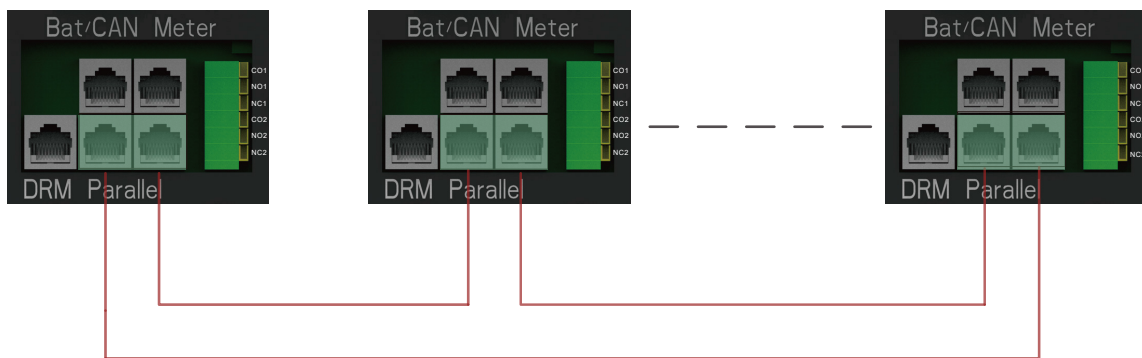 Bat/CAN Meter
CO1
NO1
NC1
CO2
NO2
NC2
DRM Parallel
Bat/CAN Meter
CO1
NO1
NC1
CO2
NO2
NC2
DRM Parallel
Bat/CAN Meter
CO
NO
NC
CO
NO
NC
DRM Parallel